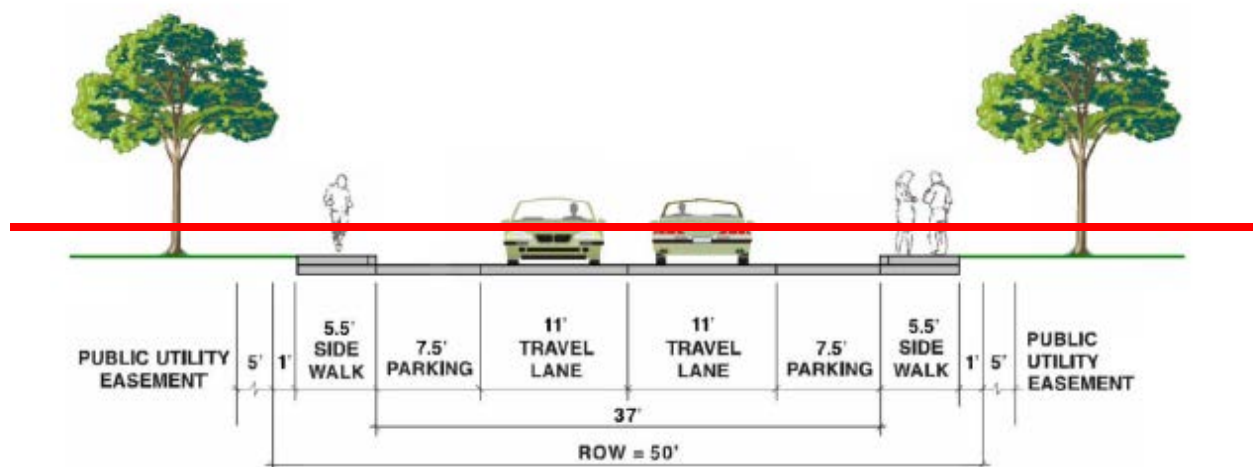 PUBLIC UTILITY
EASEMENT
5'
1'
5.5'
SIDE
WALK
7.5'
PARKING
11'
TRAVEL
LANE
11'
TRAVEL
LANE
7.5'
PARKING
5.5'
SIDE
WALK
1'
5'
PUBLIC
UTILITY
EASEMENT
37'
ROW = 50'